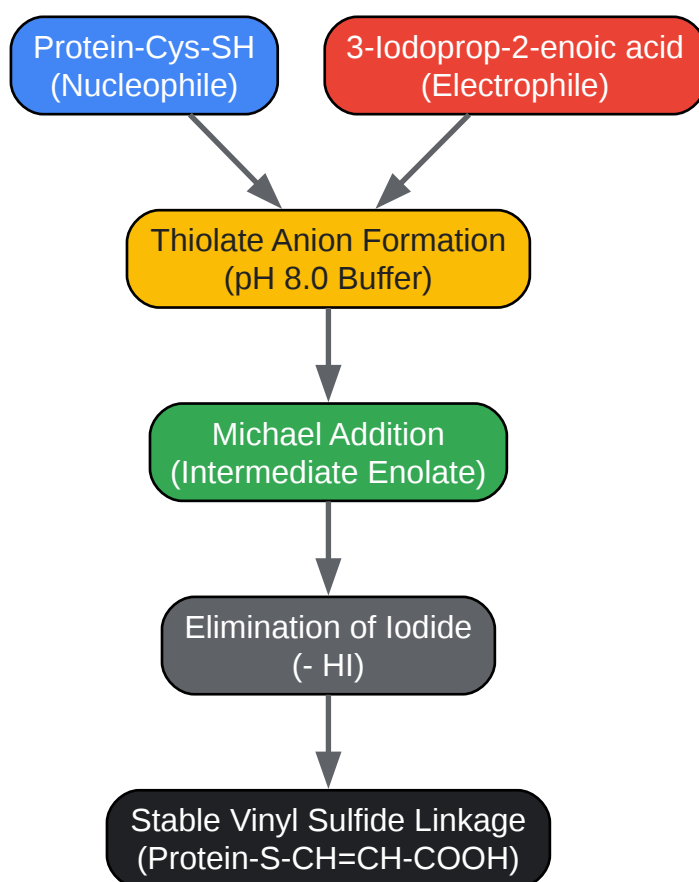 Protein-Cys-SH
(Nucleophile)
3-Iodoprop-2-enoic acid
(Electrophile)
Thiolate Anion Formation
(pH 8.0 Buffer)
Michael Addition
(Intermediate Enolate)
Elimination of Iodide
(- HI)
Stable Vinyl Sulfide Linkage
(Protein-S-CH=CH-COOH)